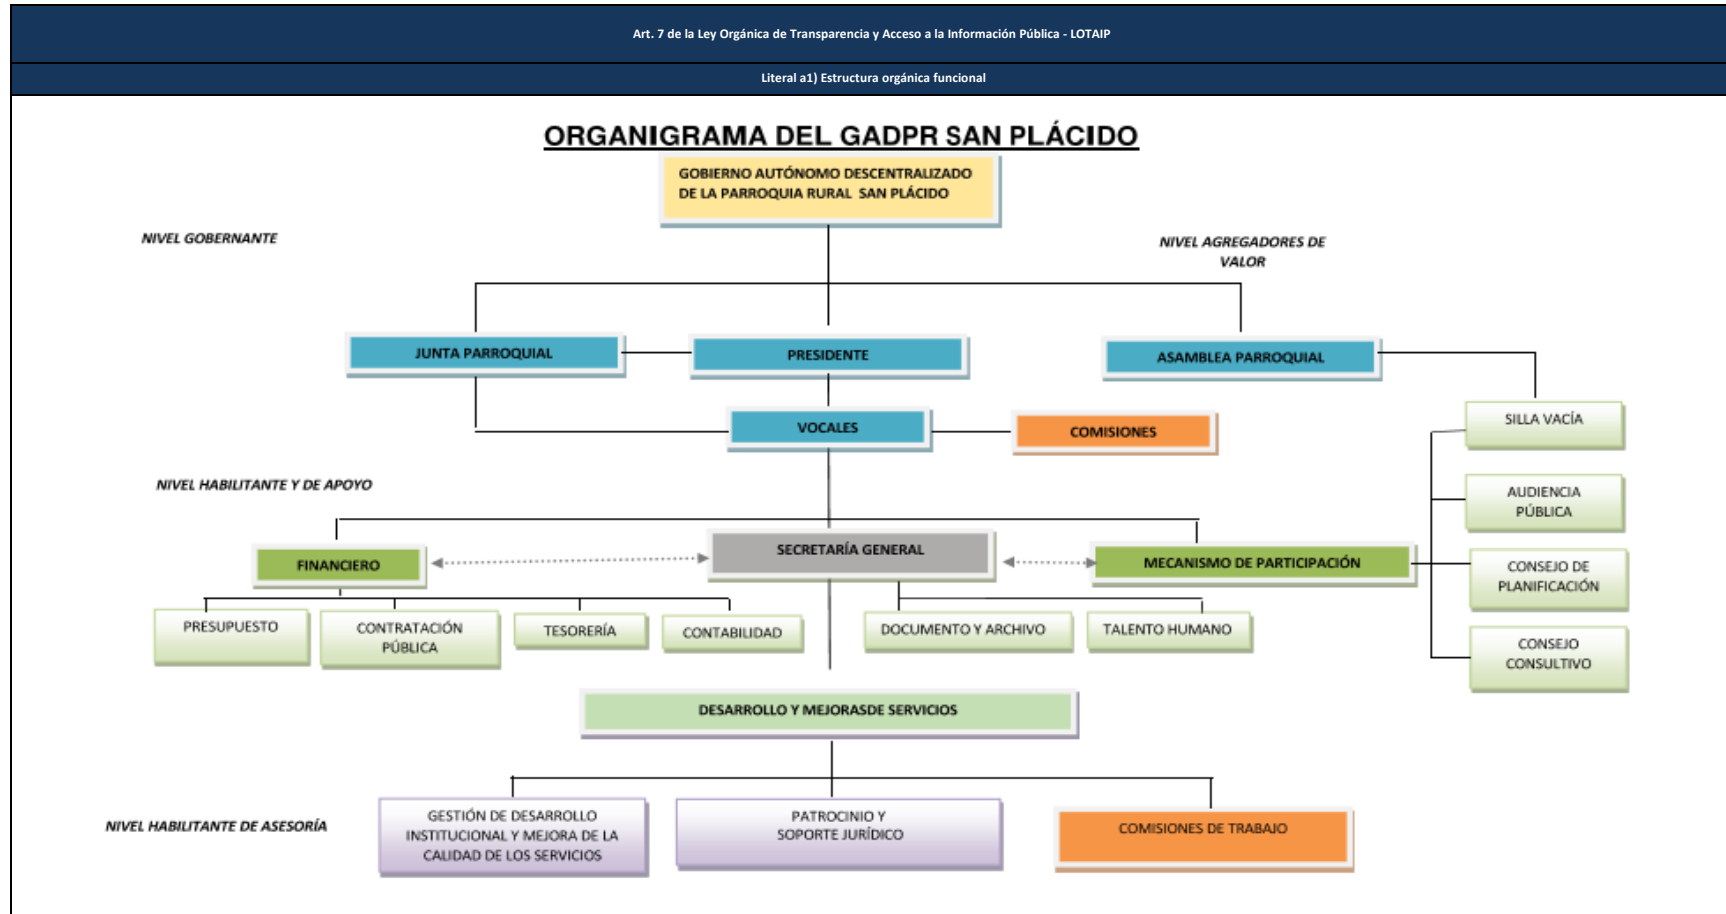 Art. 7 de la Ley Orgánica de Transparencia y Acceso a la Información Pública - LOTAIP
Literal a1) Estructura orgánica funcional
ORGANIGRAMA DEL GADPR SAN PLÁCIDO
GOBIERNO AUTÓNOMO DESCENTRALIZADO
DE LA PARROQUIA RURAL SAN PLÁCIDO
NIVEL GOBERNANTE
NIVEL AGREGADORES DE
VALOR
JUNTA PARROQUIAL
PRESIDENTE
ASAMBLEA PARROQUIAL
VOCALES
COMISIONES
SILLA VACÍA
NIVEL HABILITANTE Y DE APOYO
AUDIENCIA
PÚBLICA
FINANCIERO
SECRETARÍA GENERAL
MECANISMO DE PARTICIPACIÓN
CONSEJO DE
PLANIFICACIÓN
PRESUPUESTO
CONTRATACIÓN
PÚBLICA
TESORERÍA
CONTABILIDAD
DOCUMENTO Y ARCHIVO
TALENTO HUMANO
CONSEJO
CONSULTIVO
DESARROLLO Y MEJORASDE SERVICIOS
NIVEL HABILITANTE DE ASESORÍA
GESTIÓN DE DESARROLLO
INSTITUCIONAL Y MEJORA DE LA
CALIDAD DE LOS SERVICIOS
PATROCINIO Y
SOPORTE JURÍDICO
COMISIONES DE TRABAJO